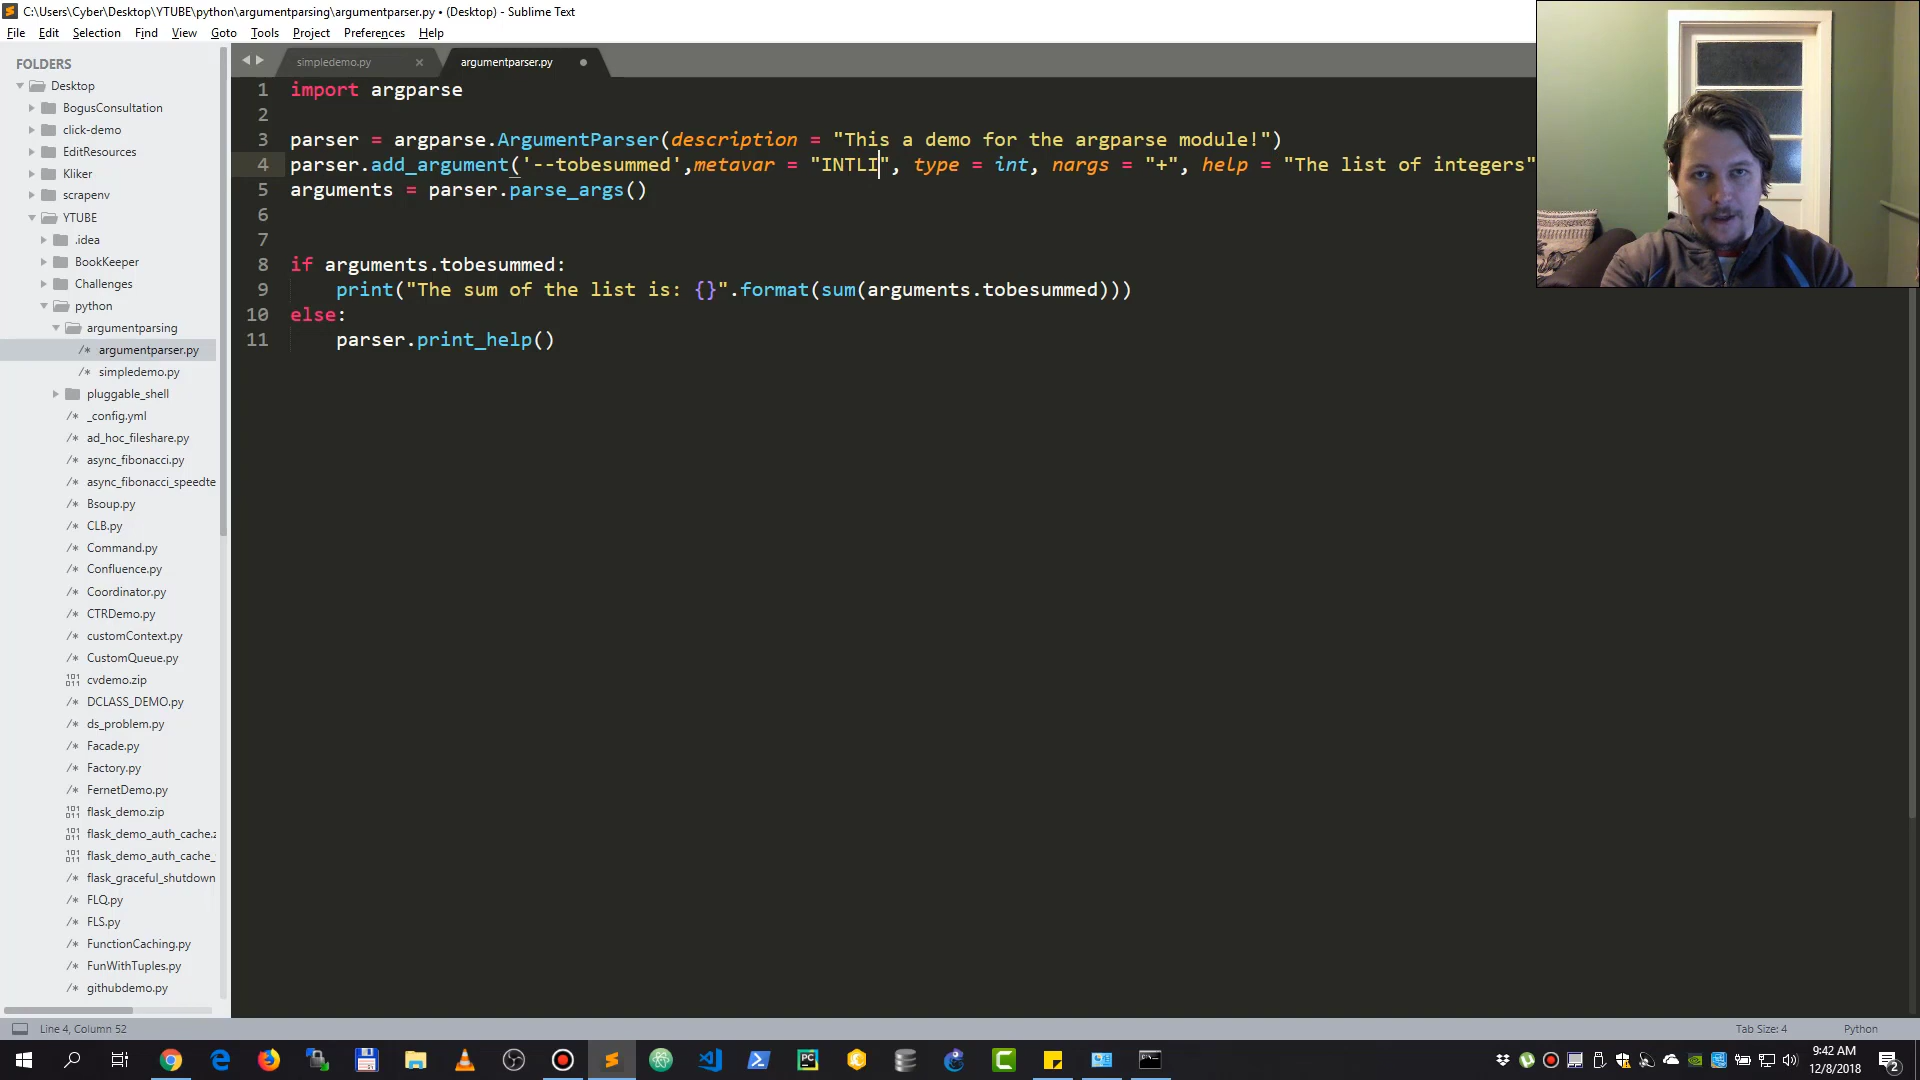 C:\Users\Cyber\Desktop\YTUBE\python\argumentparsing\argumentparser.py • (Desktop) - Sublime Text
File Edit Selection Find View Goto Tools Project Preferences Help
FOLDERS
Desktop
BogusConsultation
click-demo
EditResources
Kliker
scrapenv
YTUBE
.idea
BookKeeper
Challenges
python
argumentparsing
/* argumentparser.py
/* simpledemo.py
pluggable_shell
/* _config.yml
/* ad_hoc_fileshare.py
/* async_fibonacci.py
/* async_fibonacci_speedte
/* Bsoup.py
/* CLB.py
/* Command.py
/* Confluence.py
/* Coordinator.py
/* CTRDemo.py
/* customContext.py
/* CustomQueue.py
cvdemo.zip
/* DCLASS_DEMO.py
/* ds_problem.py
/* Facade.py
/* Factory.py
/* FernetDemo.py
flask_demo.zip
flask_demo_auth_cache.z
flask_demo_auth_cache_
/* flask_graceful_shutdown
/* FLQ.py
/* FLS.py
/* FunctionCaching.py
/* FunWithTuples.py
/* githubdemo.py
simpledemo.py × argumentparser.py
1 import argparse
2
3 parser = argparse.ArgumentParser(description = "This a demo for the argparse module!")
4 parser.add_argument('--tobesummed',metavar = "INTLI", type = int, nargs = "+", help = "The list of integers"
5 arguments = parser.parse_args()
6
7
8 if arguments.tobesummed:
9 print("The sum of the list is: {}".format(sum(arguments.tobesummed)))
10 else:
11 parser.print_help()
Line 4, Column 52
Tab Size: 4 Python
9:42 AM
12/8/2018
2